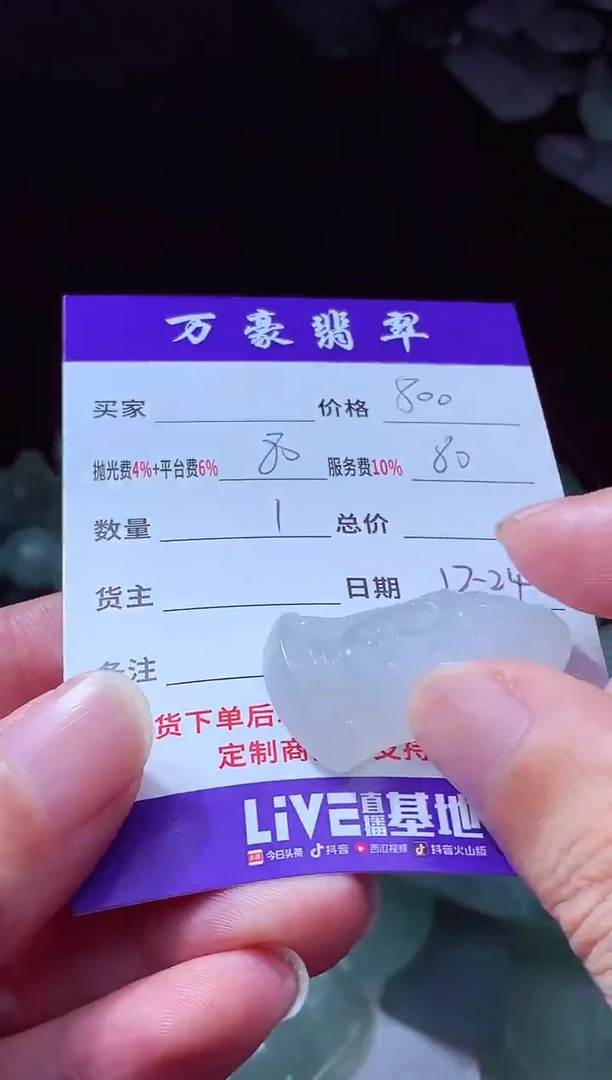 万豪翡翠
买家 价格 800
抛光费4%+平台费6% 80 服务费10% 80
数量 1 总价
货主 日期 12-24
备注
货下单后
定制商 支持
LiVE直播基地
今日头条 抖音 西瓜视频 抖音火山版